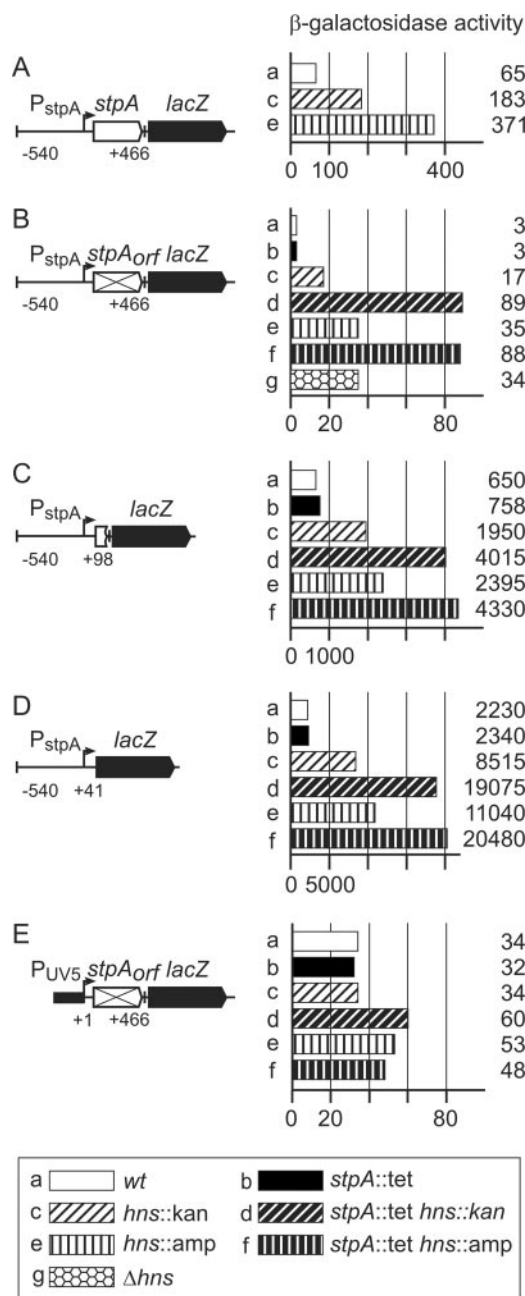 β-galactosidase activity
A
PstpA stpA lacZ
-540 +466
a 65
c 183
e 371
0 100 400
B
PstpA stpAorf lacZ
-540 +466
a 3
b 3
c 17
d 89
e 35
f 88
g 34
0 20 80
C
PstpA lacZ
-540 +98
a 650
b 758
c 1950
d 4015
e 2395
f 4330
0 1000
D
PstpA lacZ
-540 +41
a 2230
b 2340
c 8515
d 19075
e 11040
f 20480
0 5000
E
PUV5 stpAorf lacZ
+1 +466
a 34
b 32
c 34
d 60
e 53
f 48
0 20 80
a wt b stpA::tet
c hns::kan d stpA::tet hns::kan
e hns::amp f stpA::tet hns::amp
g Δhns